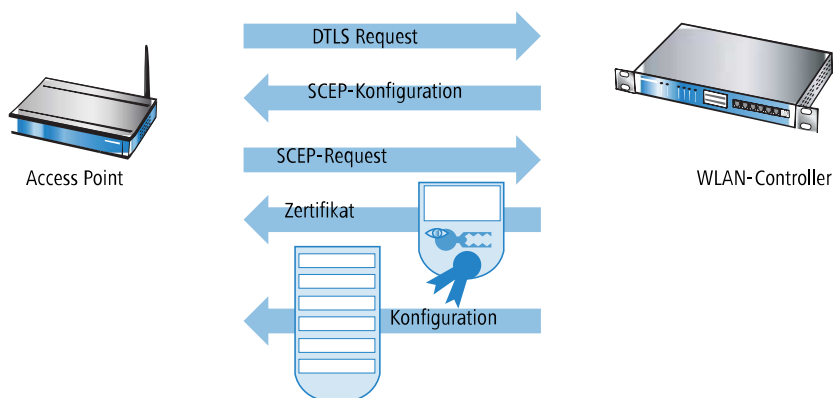 DTLS Request
SCEP-Konfiguration
SCEP-Request
Access Point
WLAN-Controller
Zertifikat
Konfiguration